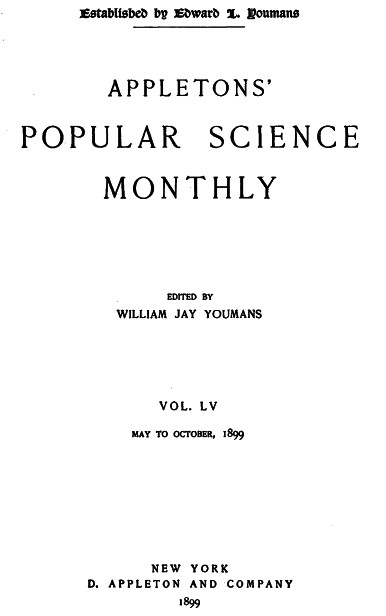 Established by Edward L. Youmans
APPLETONS'
POPULAR SCIENCE
MONTHLY
EDITED BY
WILLIAM JAY YOUMANS
VOL. LV
MAY TO OCTOBER, 1899
NEW YORK
D. APPLETON AND COMPANY
1899